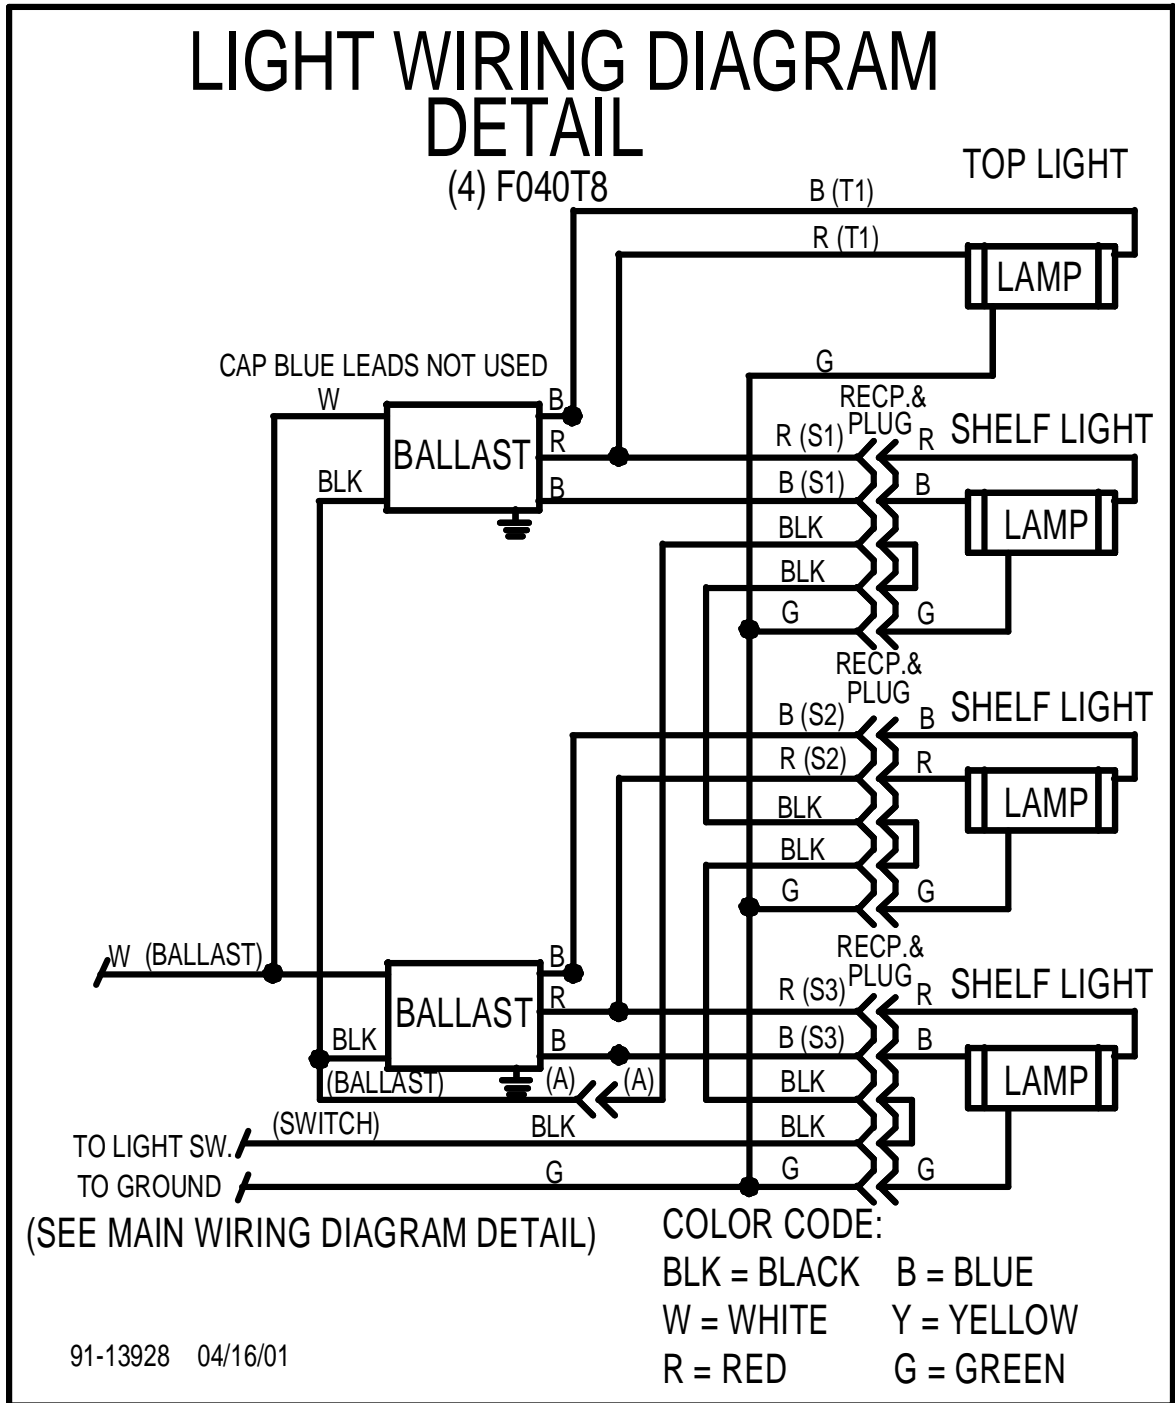 LIGHT WIRING DIAGRAM
DETAIL
(4) F040T8
TOP LIGHT
B (T1)
R (T1)
LAMP
G
CAP BLUE LEADS NOT USED
W
B
BALLAST
R
BLK
B
RECP.&
PLUG
SHELF LIGHT
R (S1)
R
B (S1)
B
LAMP
BLK
BLK
G
G
RECP.&
PLUG
SHELF LIGHT
B (S2)
B
R (S2)
R
LAMP
BLK
BLK
G
G
W (BALLAST)
B
BALLAST
R
BLK
B
(BALLAST)
(A)
(A)
RECP.&
PLUG
SHELF LIGHT
R (S3)
R
B (S3)
B
LAMP
BLK
(SWITCH)
BLK
BLK
TO LIGHT SW.
G
G
G
TO GROUND
(SEE MAIN WIRING DIAGRAM DETAIL)
COLOR CODE:
BLK = BLACK B = BLUE
W = WHITE Y = YELLOW
R = RED G = GREEN
91-13928 04/16/01